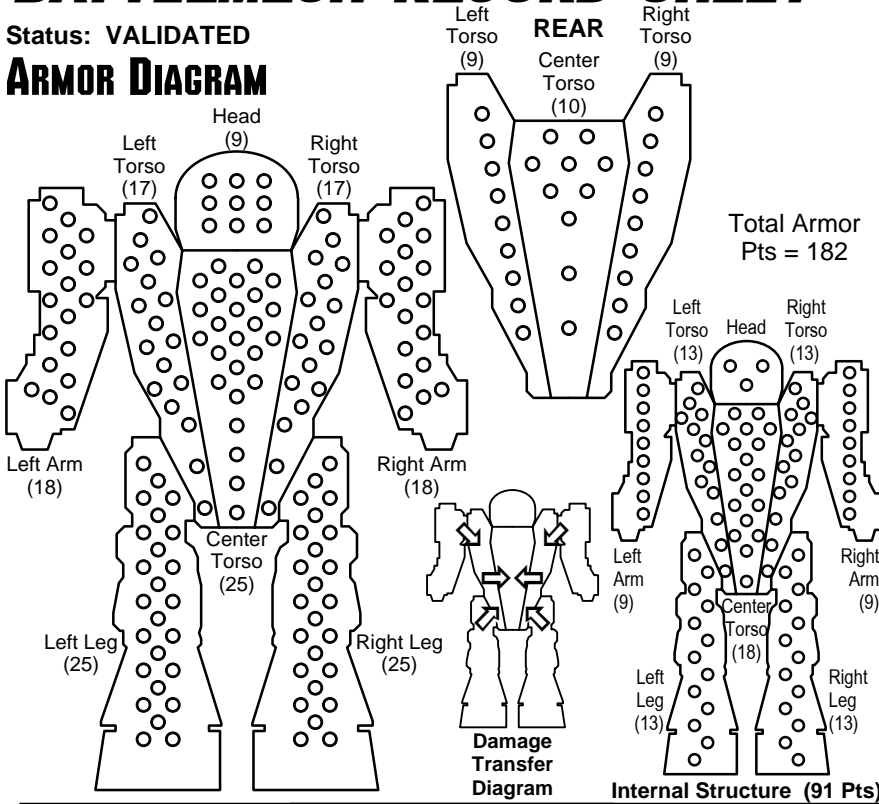 BATTLEMECH RECORD SHEET
Status: VALIDATED
ARMOR DIAGRAM
Head
(9)
Left
Torso
(17)
Right
Torso
(17)
Left Arm
(18)
Right Arm
(18)
Center
Torso
(25)
Left Leg
(25)
Right Leg
(25)
REAR
Left
Torso
(9)
Center
Torso
(10)
Right
Torso
(9)
Total Armor
Pts = 182
Damage
Transfer
Diagram
Left
Torso
(13)
Head
Right
Torso
(13)
Left
Arm
(9)
Right
Arm
(9)
Center
Torso
(18)
Left
Leg
(13)
Right
Leg
(13)
Internal Structure (91 Pts)